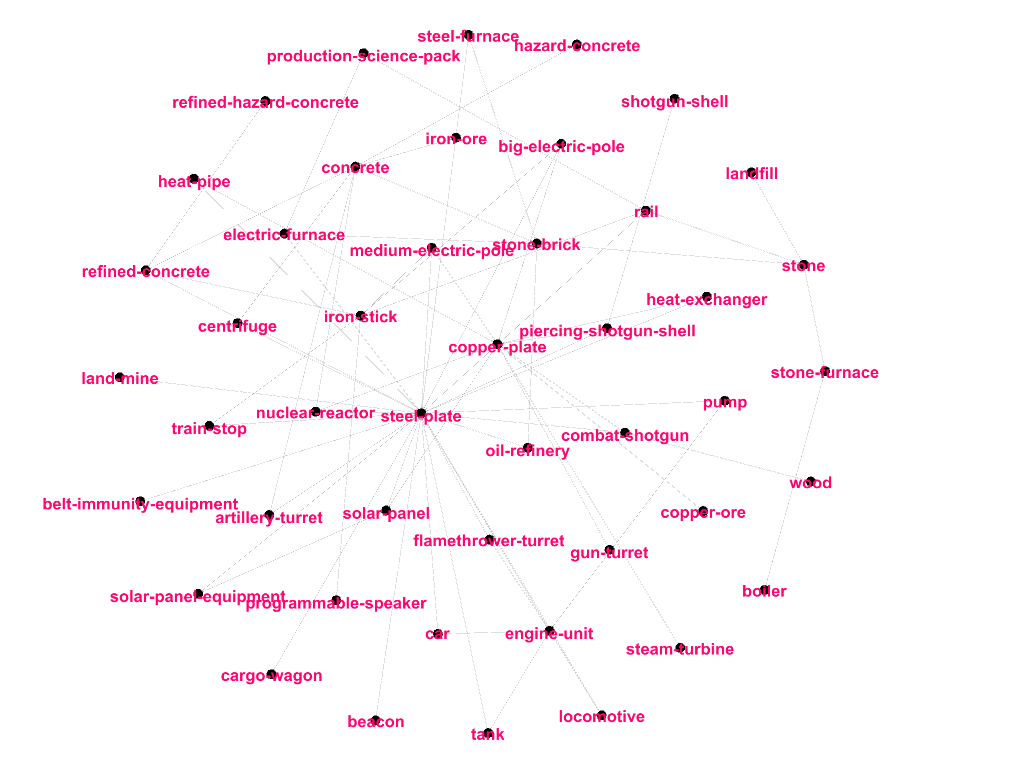 steel-furnace
hazard-concrete
production-science-pack
refined-hazard-concrete
shotgun-shell
iron-ore
big-electric-pole
concrete
landfill
heat-pipe
rail
electric-furnace
medium-electric-pole
stone-brick
stone
refined-concrete
heat-exchanger
iron-stick
centrifuge
piercing-shotgun-shell
copper-plate
stone-furnace
land-mine
pump
nuclear-reactor
steel-plate
train-stop
combat-shotgun
oil-refinery
wood
belt-immunity-equipment
copper-ore
solar-panel
artillery-turret
flamethrower-turret
gun-turret
boiler
solar-panel-equipment
programmable-speaker
car
engine-unit
steam-turbine
cargo-wagon
locomotive
beacon
tank